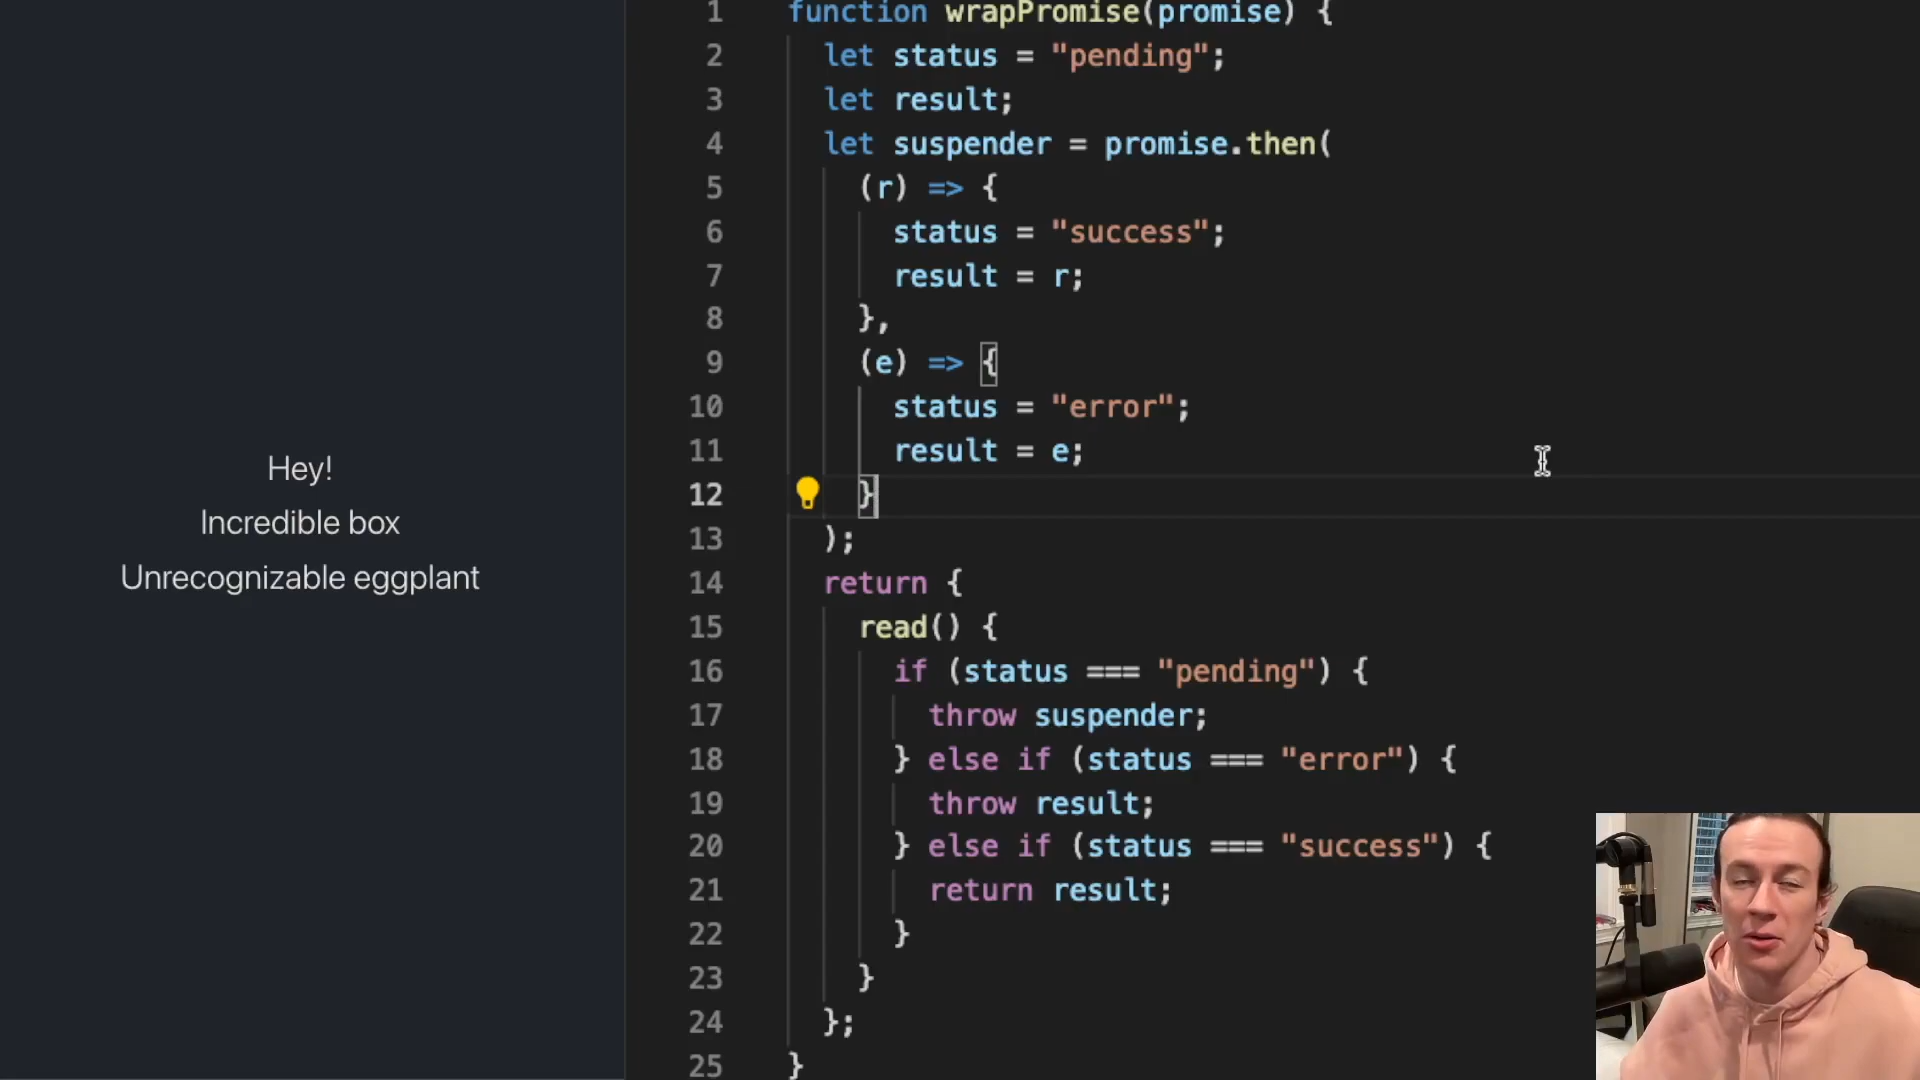 Hey!
Incredible box
Unrecognizable eggplant
1 function wrapPromise(promise) {
2 let status = "pending";
3 let result;
4 let suspender = promise.then(
5 (r) => {
6 status = "success";
7 result = r;
8 },
9 (e) => {
10 status = "error";
11 result = e;
12 }
13 );
14 return {
15 read() {
16 if (status === "pending") {
17 throw suspender;
18 } else if (status === "error") {
19 throw result;
20 } else if (status === "success") {
21 return result;
22 }
23 }
24 };
25 }